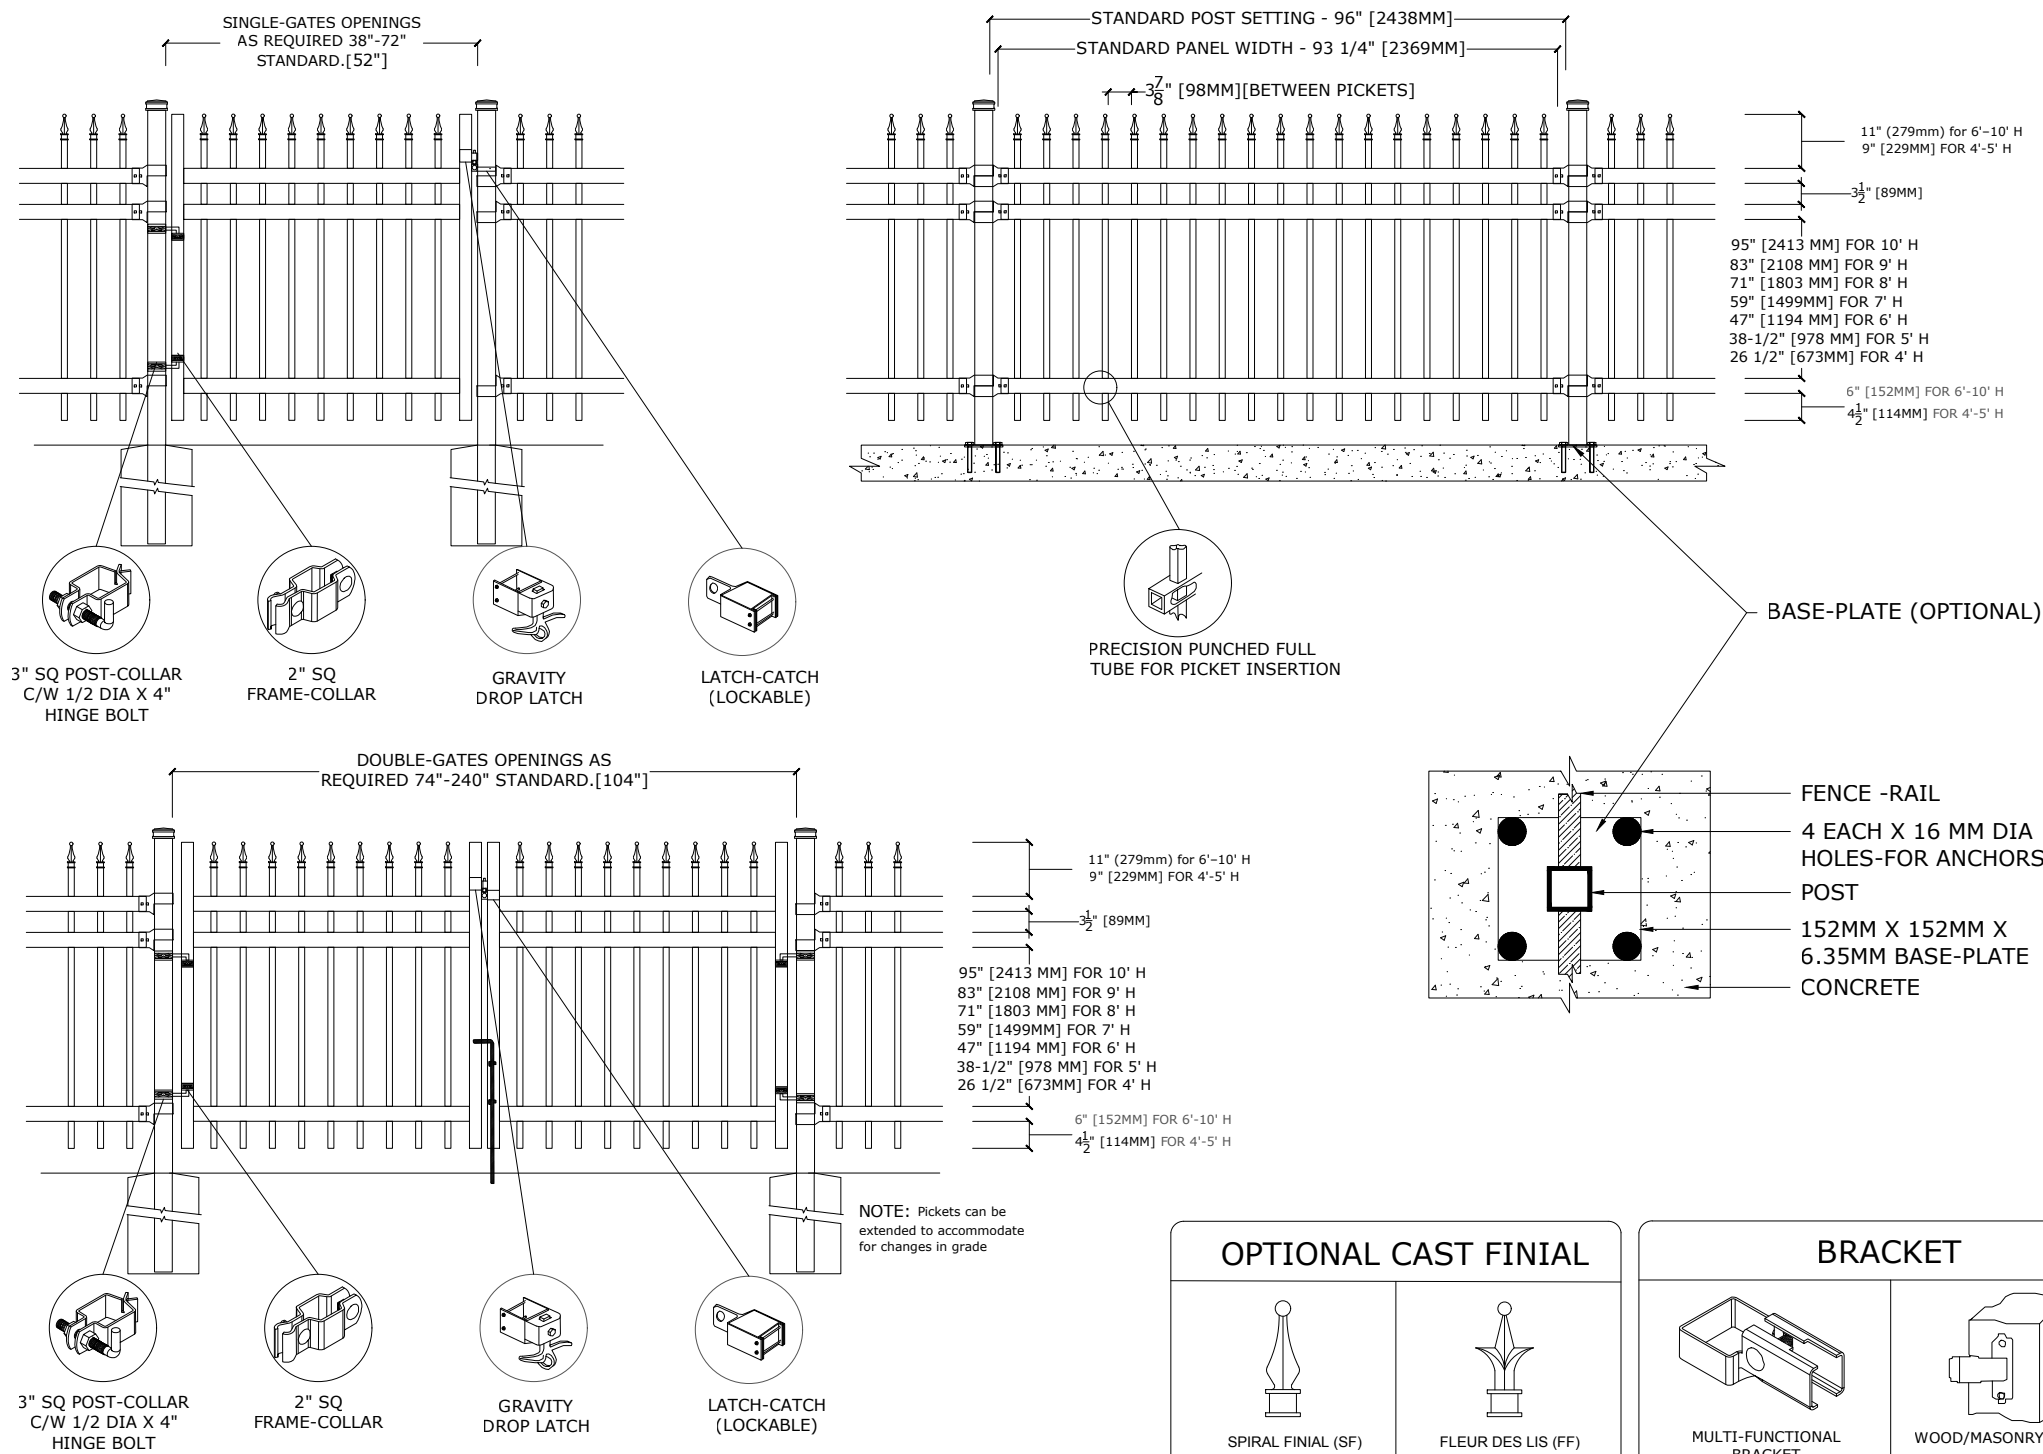 SINGLE-GATES OPENINGS
AS REQUIRED 38"-72"
STANDARD.[52"]
STANDARD POST SETTING - 96" [2438MM]
STANDARD PANEL WIDTH - 93 1/4" [2369MM]
3 7/8" [98MM][BETWEEN PICKETS]
11" (279mm) for 6'-10' H
9" [229MM] FOR 4'-5' H
3 1/2" [89MM]
95" [2413 MM] FOR 10' H
83" [2108 MM] FOR 9' H
71" [1803 MM] FOR 8' H
59" [1499MM] FOR 7' H
47" [1194 MM] FOR 6' H
38-1/2" [978 MM] FOR 5' H
26 1/2" [673MM] FOR 4' H
6" [152MM] FOR 6'-10' H
4 1/2" [114MM] FOR 4'-5' H
3" SQ POST-COLLAR
C/W 1/2 DIA X 4"
HINGE BOLT
2" SQ
FRAME-COLLAR
GRAVITY
DROP LATCH
LATCH-CATCH
(LOCKABLE)
PRECISION PUNCHED FULL
TUBE FOR PICKET INSERTION
BASE-PLATE (OPTIONAL)
DOUBLE-GATES OPENINGS AS
REQUIRED 74"-240" STANDARD.[104"]
11" (279mm) for 6'-10' H
9" [229MM] FOR 4'-5' H
3 1/2" [89MM]
95" [2413 MM] FOR 10' H
83" [2108 MM] FOR 9' H
71" [1803 MM] FOR 8' H
59" [1499MM] FOR 7' H
47" [1194 MM] FOR 6' H
38-1/2" [978 MM] FOR 5' H
26 1/2" [673MM] FOR 4' H
6" [152MM] FOR 6'-10' H
4 1/2" [114MM] FOR 4'-5' H
FENCE -RAIL
4 EACH X 16 MM DIA
HOLES-FOR ANCHORS
POST
152MM X 152MM X
6.35MM BASE-PLATE
CONCRETE
NOTE: Pickets can be
extended to accommodate
for changes in grade
3" SQ POST-COLLAR
C/W 1/2 DIA X 4"
HINGE BOLT
2" SQ
FRAME-COLLAR
GRAVITY
DROP LATCH
LATCH-CATCH
(LOCKABLE)
OPTIONAL CAST FINIAL
SPIRAL FINIAL (SF)
FLEUR DES LIS (FF)
BRACKET
MULTI-FUNCTIONAL
BRACKET
WOOD/MASONRY